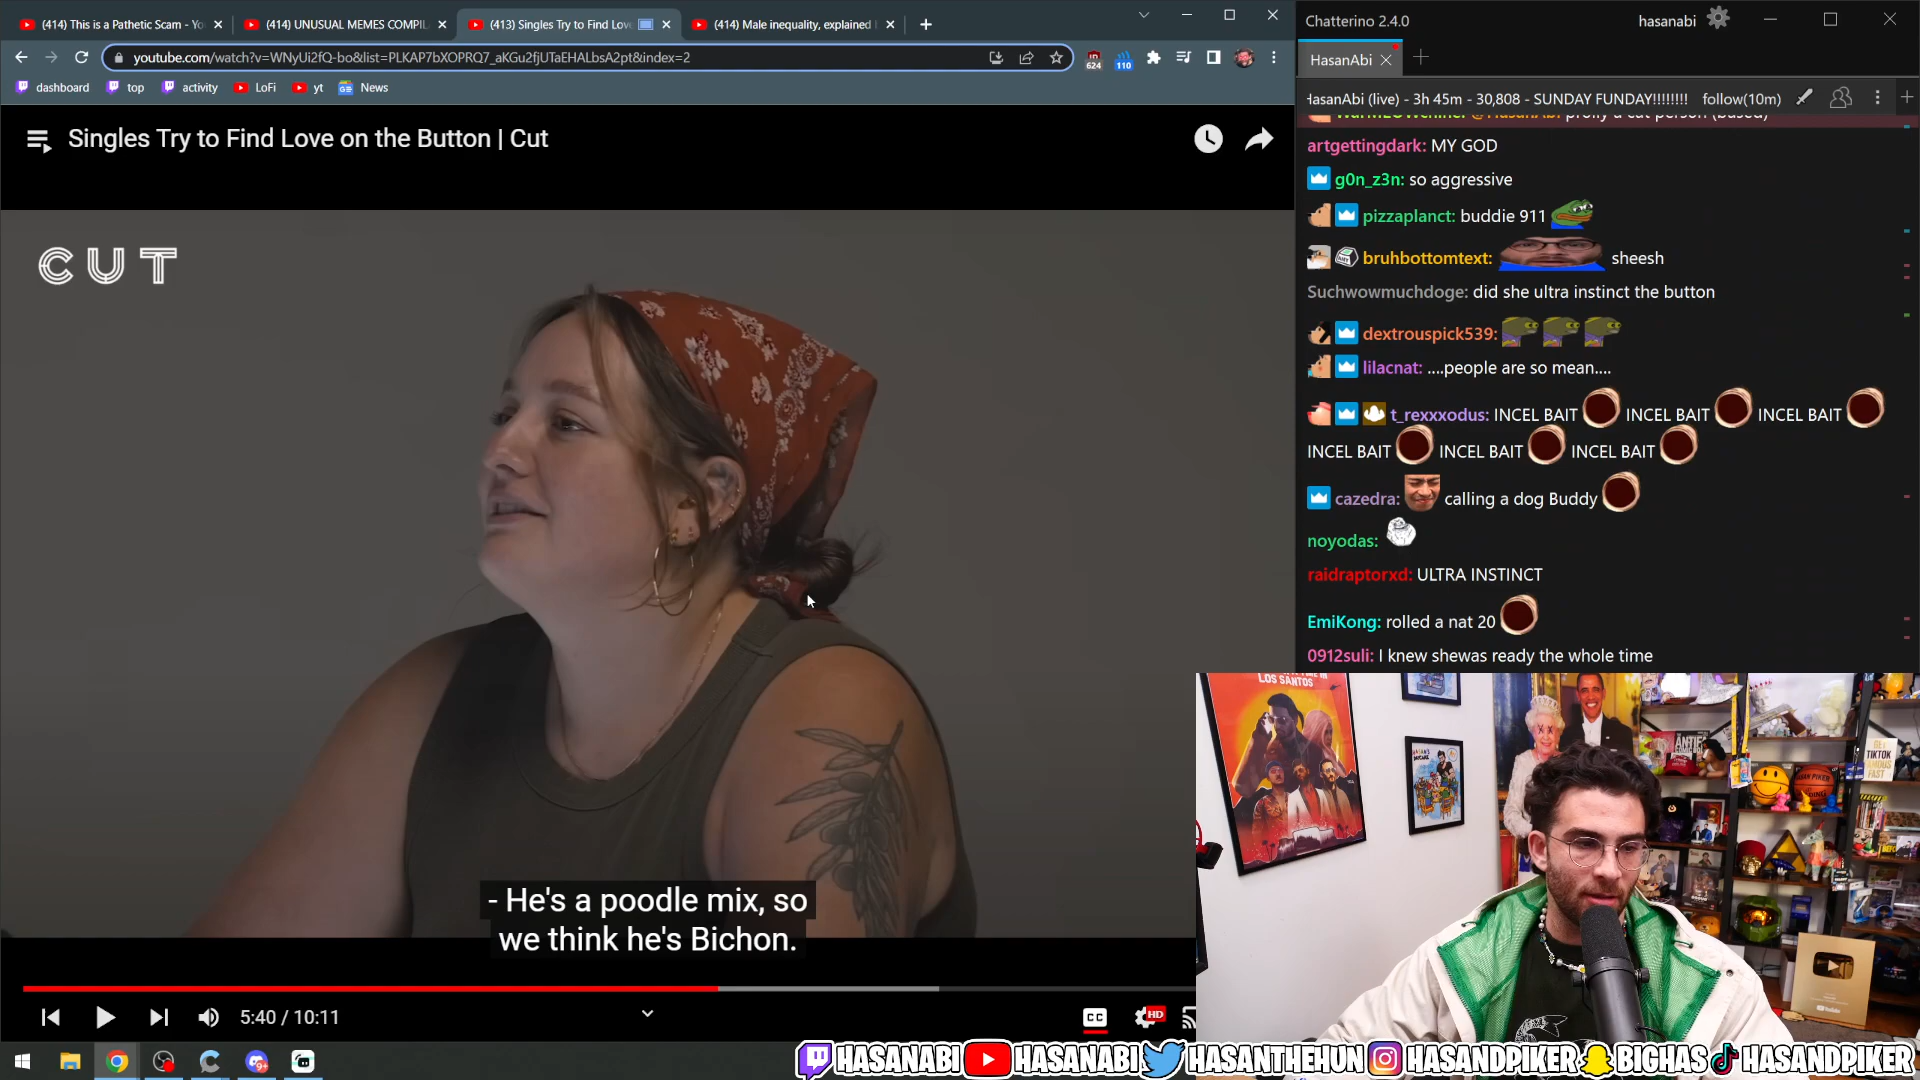 (414) This is a Pathetic Scam - Yo
(414) UNUSUAL MEMES COMPIL
(413) Singles Try to Find Lov
(414) Male inequality, explained
youtube.com/watch?v=WNyUi2fQ-bo&list=PLKAP7bXOPRQ7_aKGu2fjUTaEHALbsA2pt&index=2
624
110
dashboard
top
activity
LoFi
yt
News
Singles Try to Find Love on the Button | Cut
CUT
- He's a poodle mix, so
we think he's Bichon.
5:40 / 10:11
CC
HD
Chatterino 2.4.0
hasanabi
HasanAbi
HasanAbi (live) - 3h 45m - 30,808 - SUNDAY FUNDAY!!!!!!!! follow(10m)
artgettingdark: MY GOD
g0n_z3n: so aggressive
pizzaplanct: buddie 911
bruhbottomtext: sheesh
Suchwowmuchdoge: did she ultra instinct the button
dextrouspick539:
lilacnat: ....people are so mean....
t_rexxxodus: INCEL BAIT INCEL BAIT INCEL BAIT
INCEL BAIT INCEL BAIT INCEL BAIT
cazedra: calling a dog Buddy
noyodas:
raidraptorxd: ULTRA INSTINCT
EmiKong: rolled a nat 20
0912suli: I knew shewas ready the whole time
LOS SANTOS
HASANABI HASANABI HASANTHEHUN HASANDPIKER BIGHAS HASANDPIKER